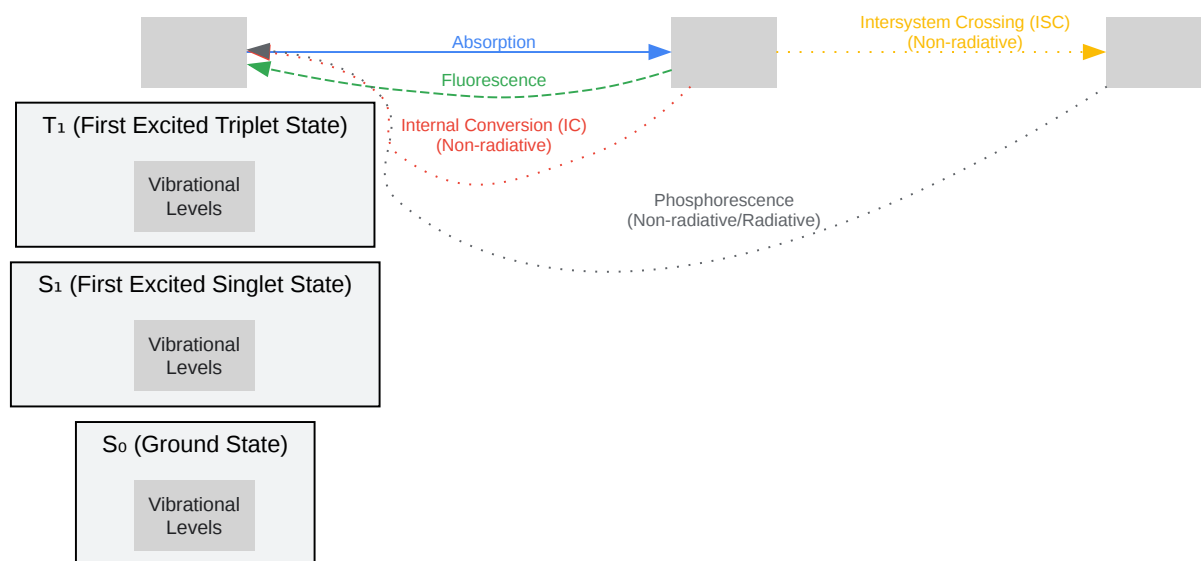 Intersystem Crossing (ISC)
(Non-radiative)
Absorption
Fluorescence
T₁ (First Excited Triplet State)
Internal Conversion (IC)
(Non-radiative)
Vibrational
Levels
Phosphorescence
(Non-radiative/Radiative)
S₁ (First Excited Singlet State)
Vibrational
Levels
S₀ (Ground State)
Vibrational
Levels